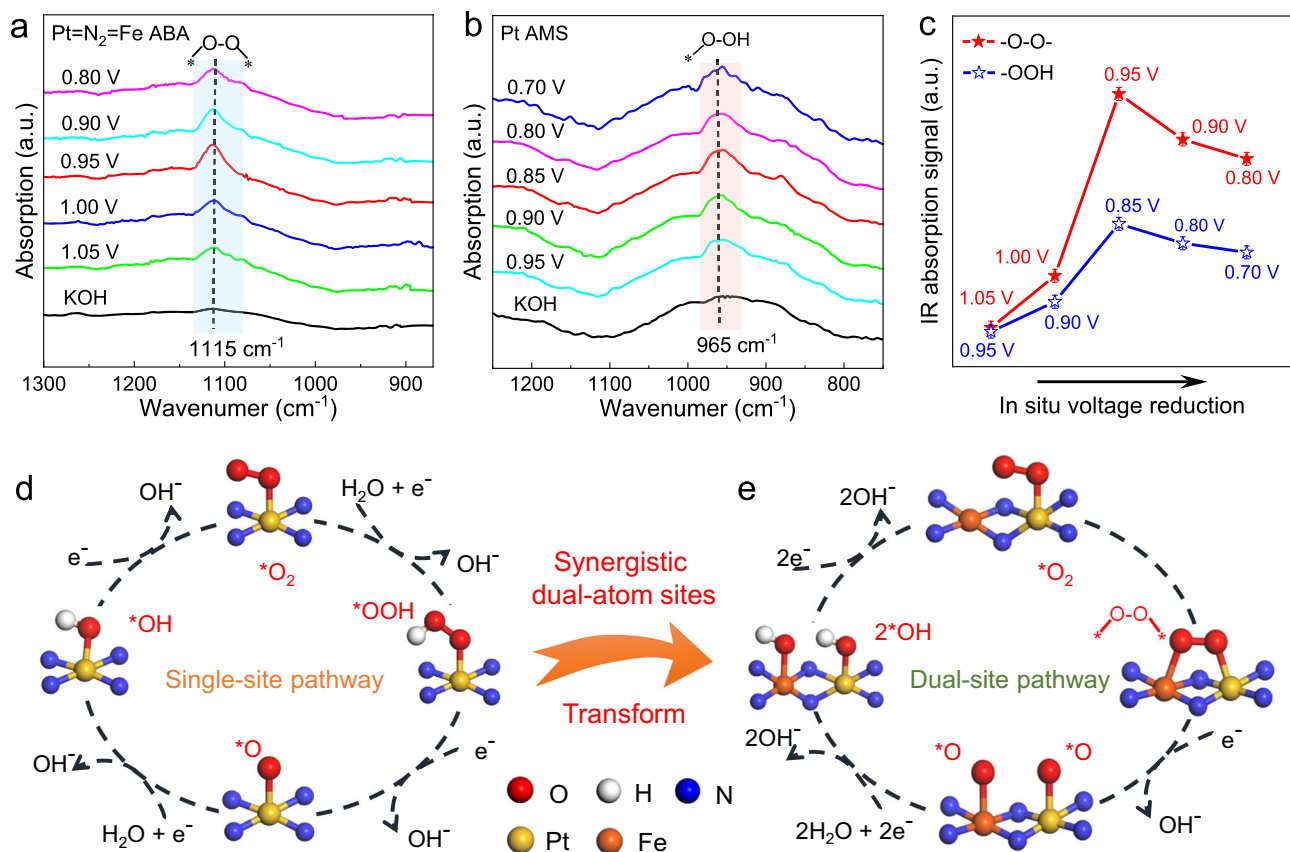 a
Pt=N₂=Fe ABA
O-O
* *
0.80 V
0.90 V
0.95 V
1.00 V
1.05 V
KOH
1115 cm⁻¹
1300 1200 1100 1000 900
Wavenumer (cm⁻¹)
Absorption (a.u.)
b
Pt AMS
O-OH
*
0.70 V
0.80 V
0.85 V
0.90 V
0.95 V
KOH
965 cm⁻¹
1200 1000 900 800
Wavenumer (cm⁻¹)
Absorption (a.u.)
c
-O-O-
-OOH
0.95 V
0.90 V
0.80 V
0.85 V
0.80 V
0.70 V
1.00 V
1.05 V
0.90 V
0.95 V
IR absorption signal (a.u.)
In situ voltage reduction
d
OH⁻
H₂O + e⁻
e⁻
*O₂
OH⁻
*OH
*OOH
Single-site pathway
*O
OH⁻
e⁻
H₂O + e⁻
OH⁻
Synergistic
dual-atom sites
Transform
O H N
Pt Fe
e
2OH⁻
2e⁻
*O₂
O-O
* *
2*OH
Dual-site pathway
2OH⁻
*O *O
e⁻
2H₂O + 2e⁻
OH⁻